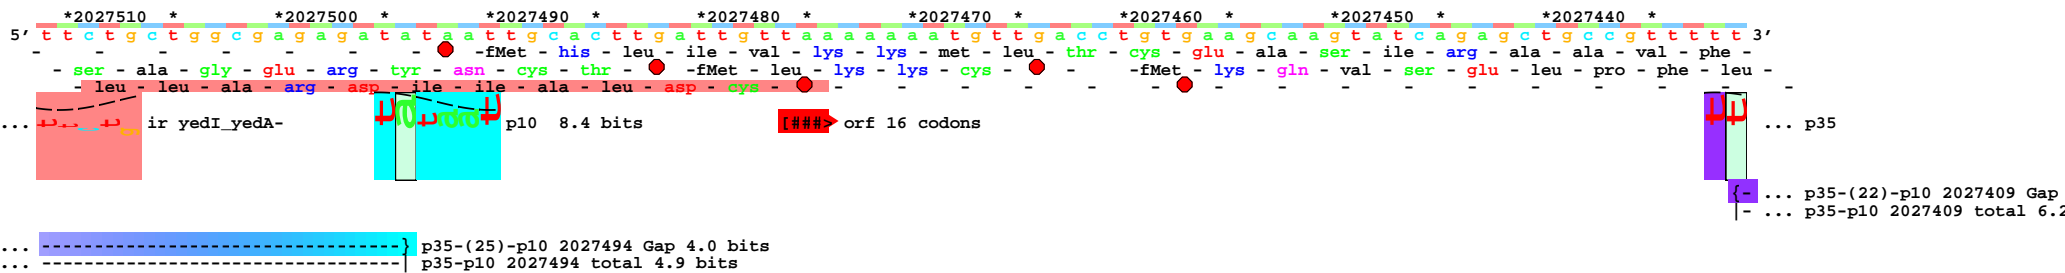 *2027510 * *2027500 * *2027490 * *2027480 * *2027470 * *2027460 * *2027450 * *2027440 *
5' t t c t g c t g g c g a g a g a t a t a a t t g c a c t t g a t t g t t a a a a a a a t g t t g a c c t g t g a a g c a a g t a t c a g a g c t g c c g t t t t t 3'
- - - - - - - -fMet - his - leu - ile - val - lys - lys - met - leu - thr - cys - glu - ala - ser - ile - arg - ala - ala - val - phe -
- ser - ala - gly - glu - arg - tyr - asn - cys - thr - -fMet - leu - lys - lys - cys - - -fMet - lys - gln - val - ser - glu - leu - pro - phe - leu -
- leu - leu - ala - arg - asp - ile - ile - ala - leu - asp - cys - - - - - - - - - - - - - - - -
... ir yedI_yedA- p10 8.4 bits [###> orf 16 codons ... p35
{- ... p35-(22)-p10 2027409 Gap
|- ... p35-p10 2027409 total 6.2
... ----------------------------------} p35-(25)-p10 2027494 Gap 4.0 bits
... ----------------------------------| p35-p10 2027494 total 4.9 bits